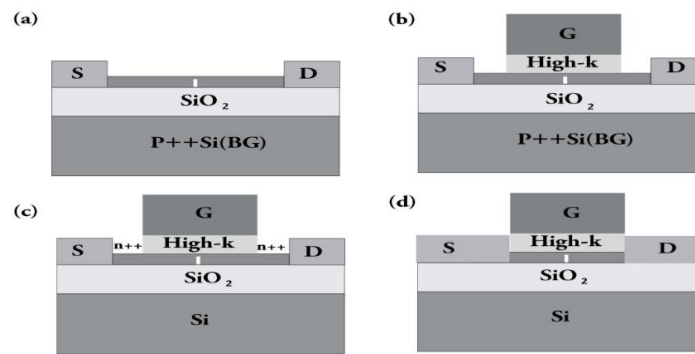 (a)
S
D
SiO₂
P++Si(BG)
(b)
G
High-k
S
D
SiO₂
P++Si(BG)
(c)
G
n++ High-k n++
S
D
SiO₂
Si
(d)
G
S
High-k
D
SiO₂
Si